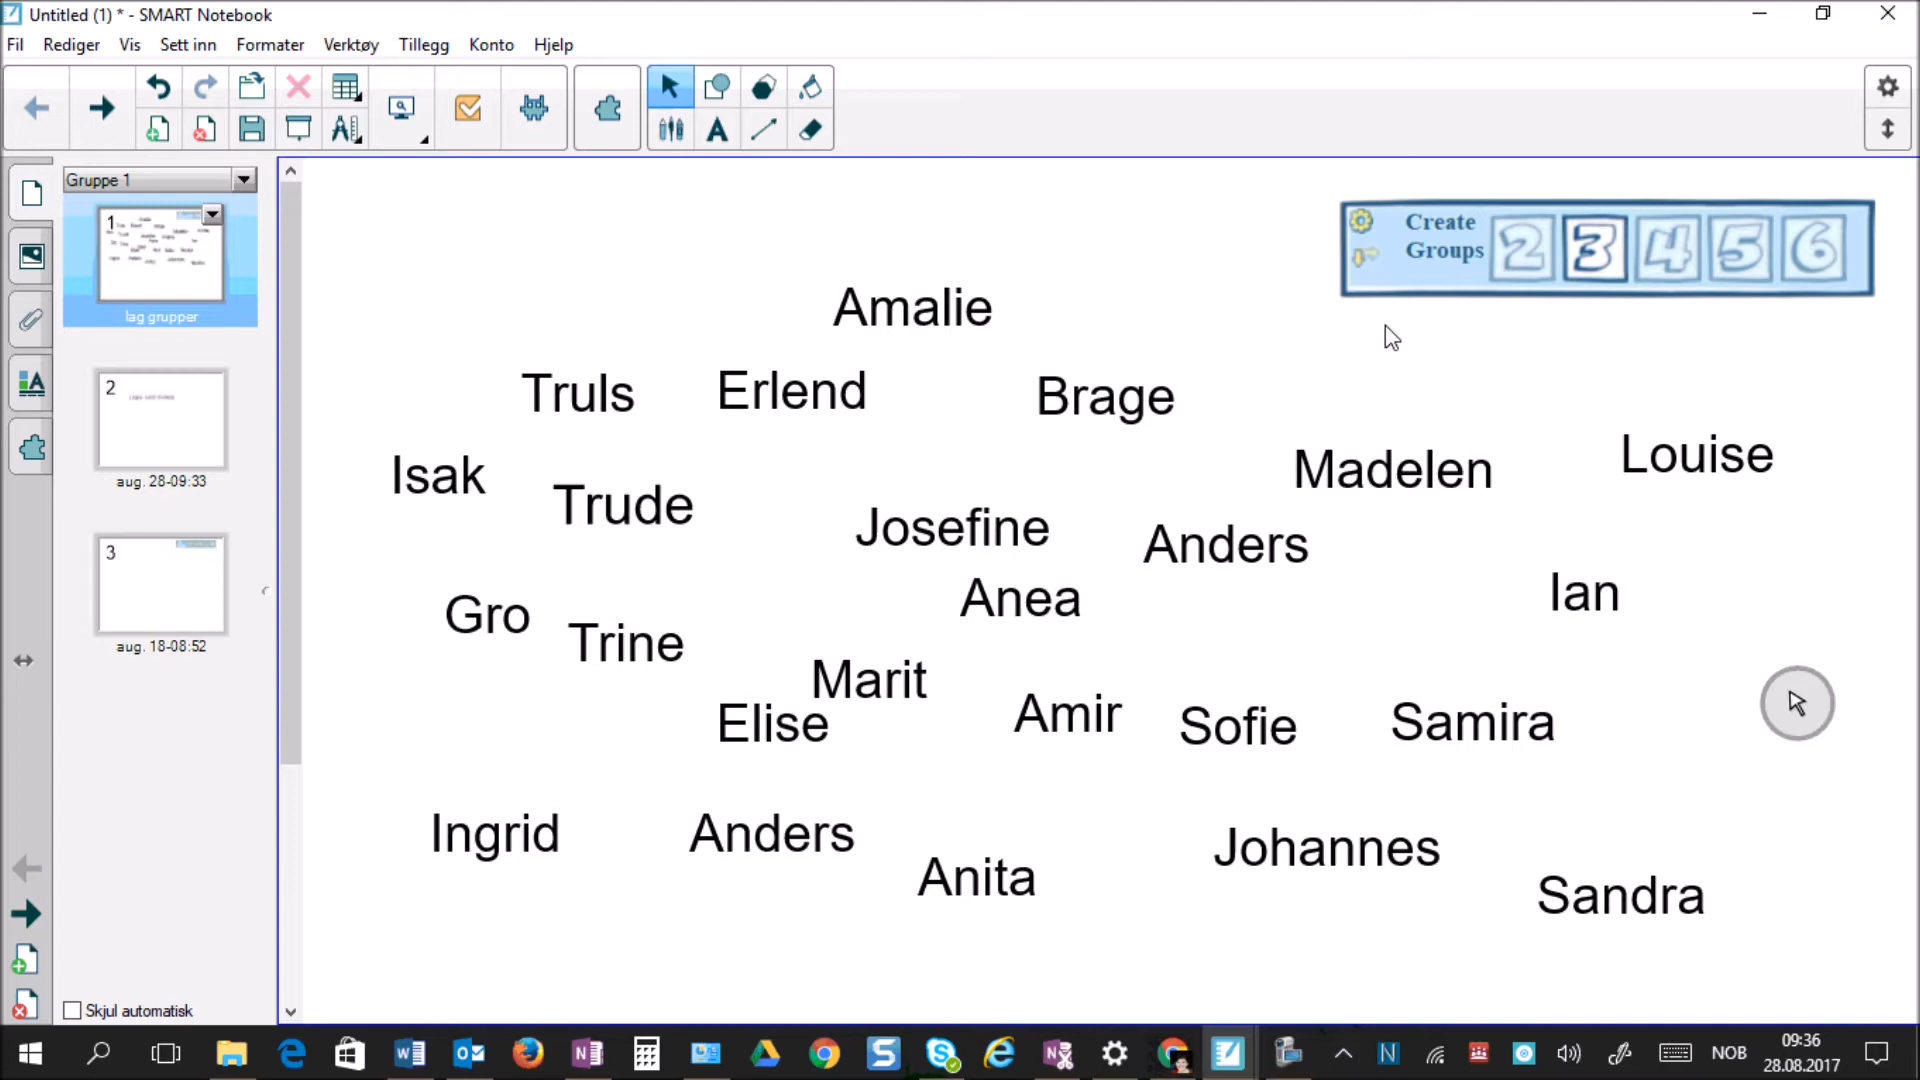 Untitled (1) * - SMART Notebook
Fil Rediger Vis Sett inn Formater Verktøy Tillegg Konto Hjelp
Gruppe 1
1
lag grupper
2
aug. 28-09:33
3
aug. 18-08:52
Skjul automatisk
Create
Groups
2 3 4 5 6
Amalie
Truls Erlend Brage
Isak Trude Josefine Anders Madelen Louise
Gro Trine Anea Ian
Marit
Elise Amir Sofie Samira
Ingrid Anders Johannes
Anita Sandra
NOB
09:36
28.08.2017